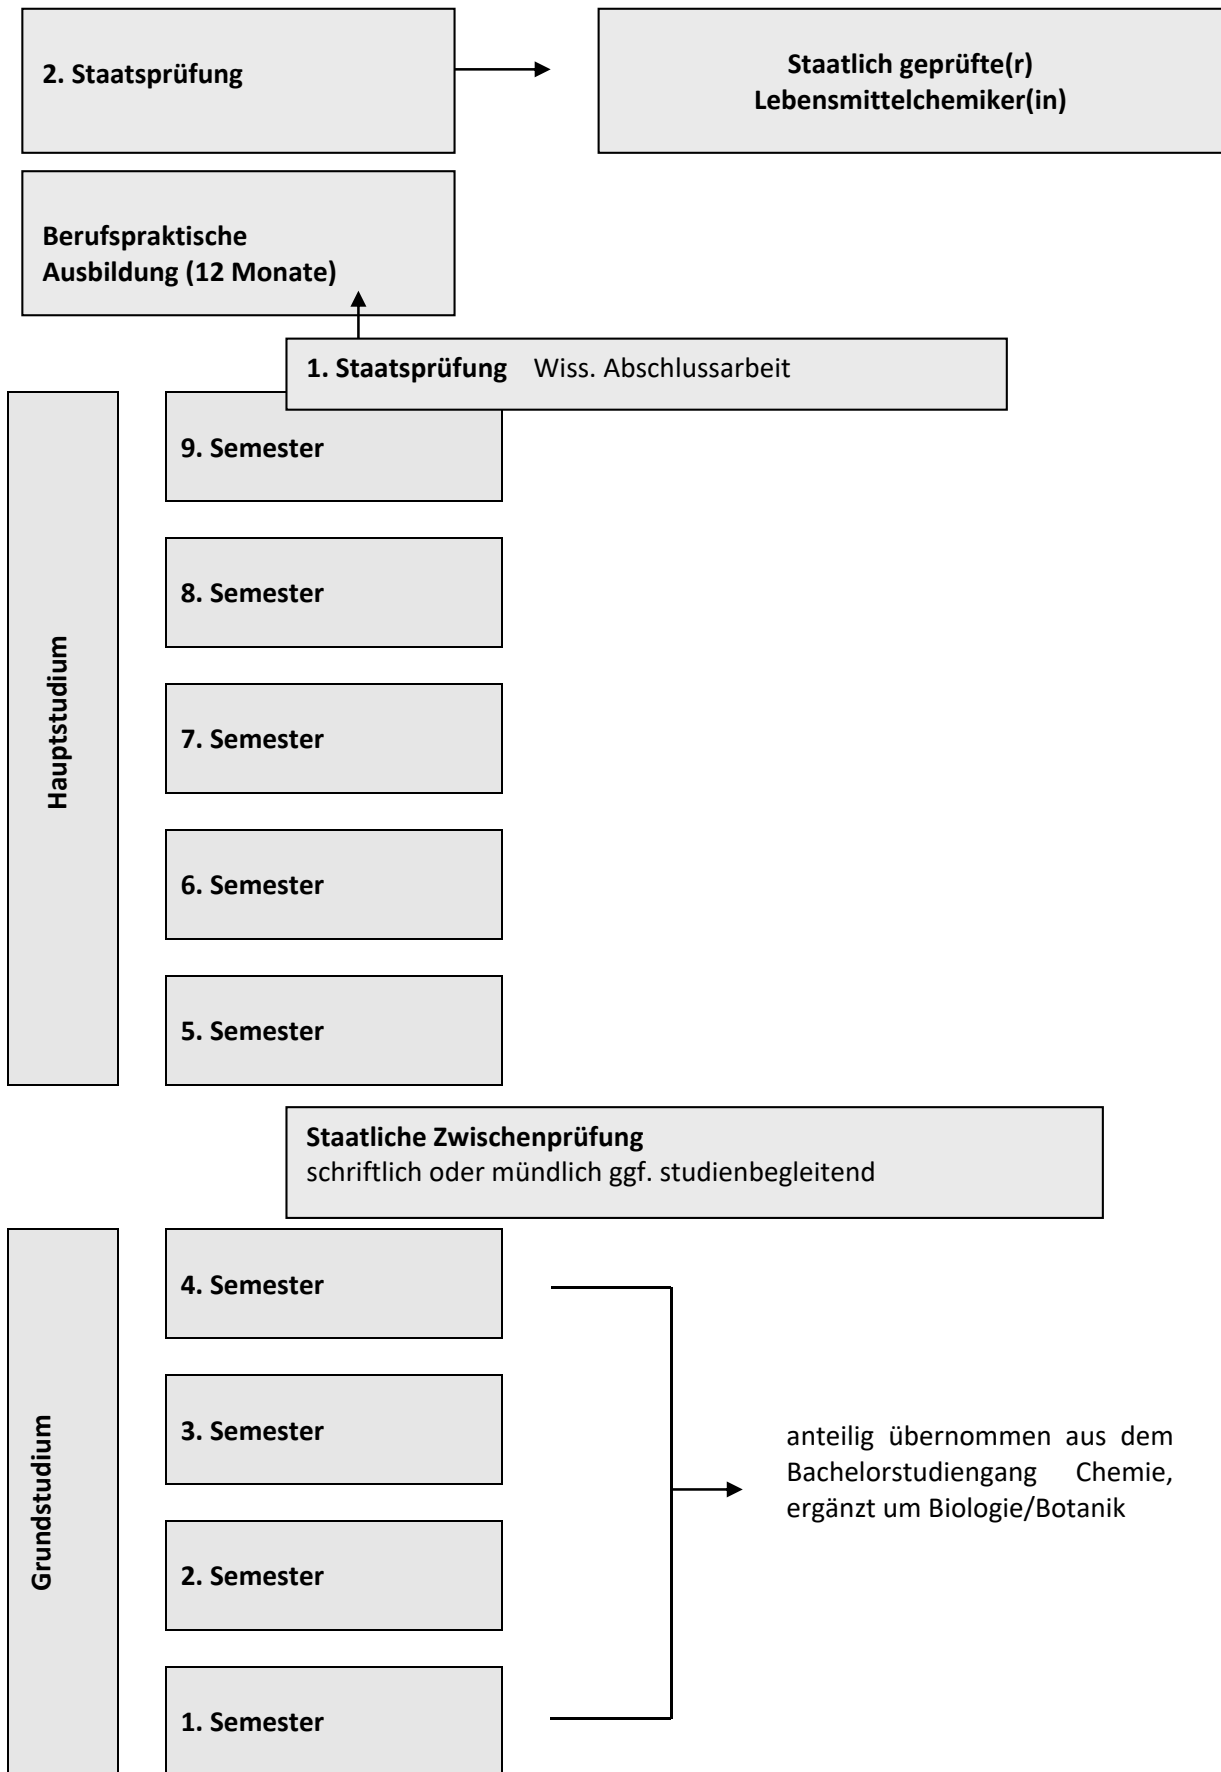 2. Staatsprüfung
Staatlich geprüfte(r)
Lebensmittelchemiker(in)
Berufspraktische
Ausbildung (12 Monate)
1. Staatsprüfung Wiss. Abschlussarbeit
Hauptstudium
9. Semester
8. Semester
7. Semester
6. Semester
5. Semester
Staatliche Zwischenprüfung
schriftlich oder mündlich ggf. studienbegleitend
Grundstudium
4. Semester
3. Semester
2. Semester
1. Semester
anteilig übernommen aus dem
Bachelorstudiengang Chemie,
ergänzt um Biologie/Botanik